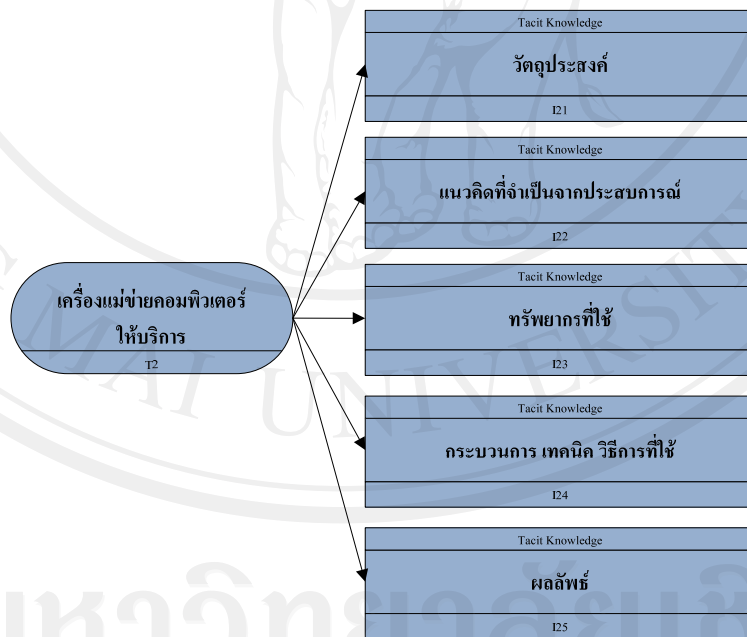 Tacit Knowledge
วัตถุประสงค์
I21
Tacit Knowledge
แนวคิดที่จำเป็นจากประสบการณ์
I22
เครื่องแม่ข่ายคอมพิวเตอร์
ให้บริการ
T2
Tacit Knowledge
ทรัพยากรที่ใช้
I23
Tacit Knowledge
กระบวนการ เทคนิค วิธีการที่ใช้
I24
Tacit Knowledge
ผลลัพธ์
I25
MAI UNIVERSIT